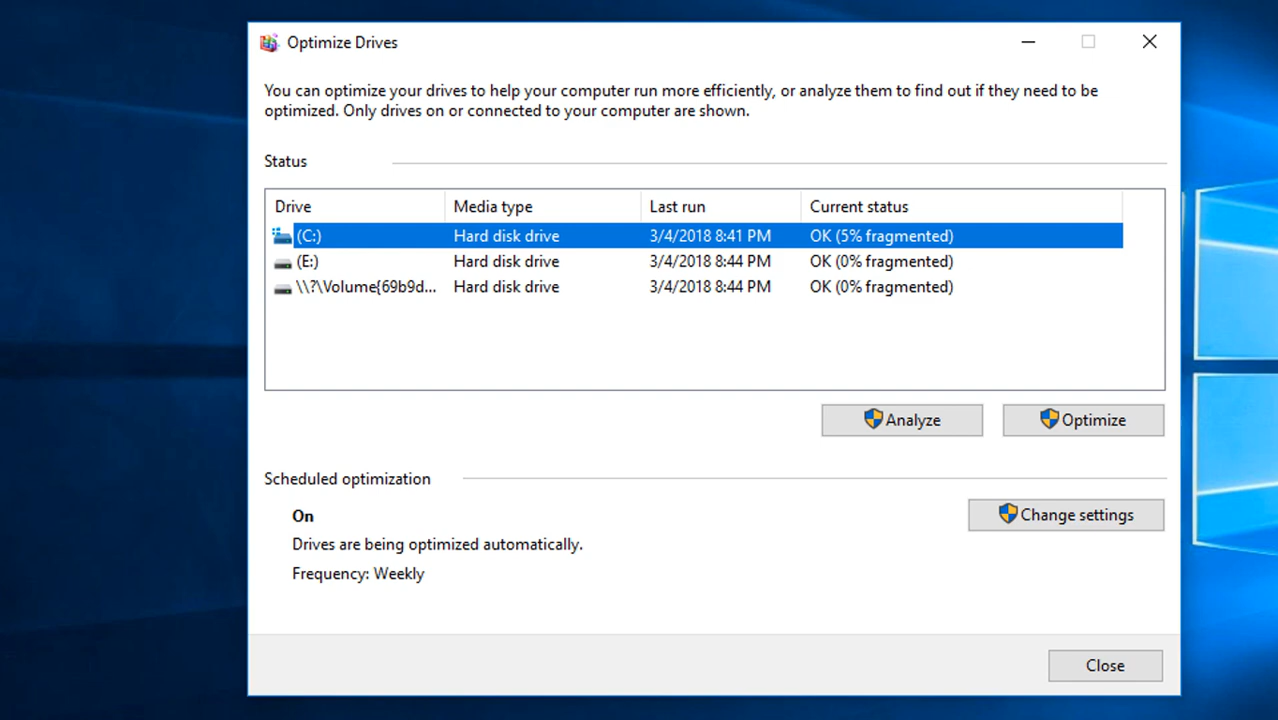 Optimize Drives
You can optimize your drives to help your computer run more efficiently, or analyze them to find out if they need to be
optimized. Only drives on or connected to your computer are shown.
Status
Drive Media type Last run Current status
(C:) Hard disk drive 3/4/2018 8:41 PM OK (5% fragmented)
(E:) Hard disk drive 3/4/2018 8:44 PM OK (0% fragmented)
\\?\Volume{69b9d... Hard disk drive 3/4/2018 8:44 PM OK (0% fragmented)
Analyze Optimize
Scheduled optimization
On Change settings
Drives are being optimized automatically.
Frequency: Weekly
Close